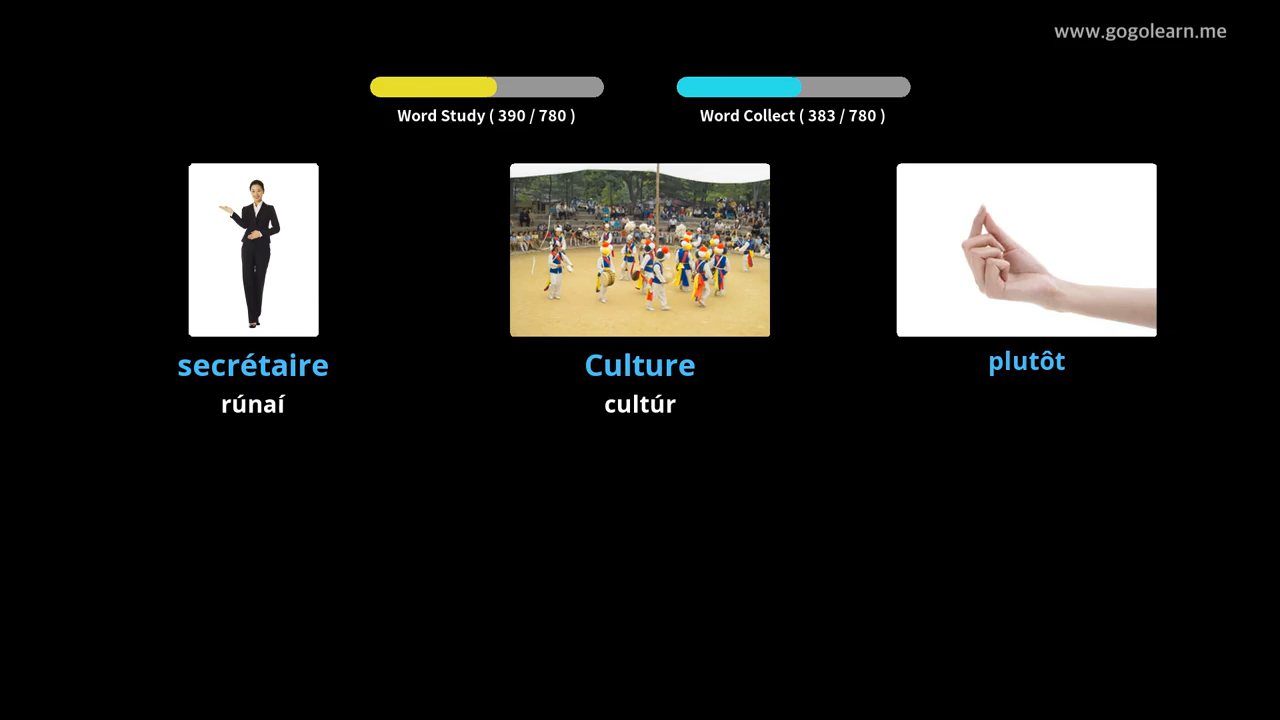 www.gogolearn.me
Word Study ( 390 / 780 )
Word Collect ( 383 / 780 )
secrétaire
rúnaí
Culture
cultúr
plutôt